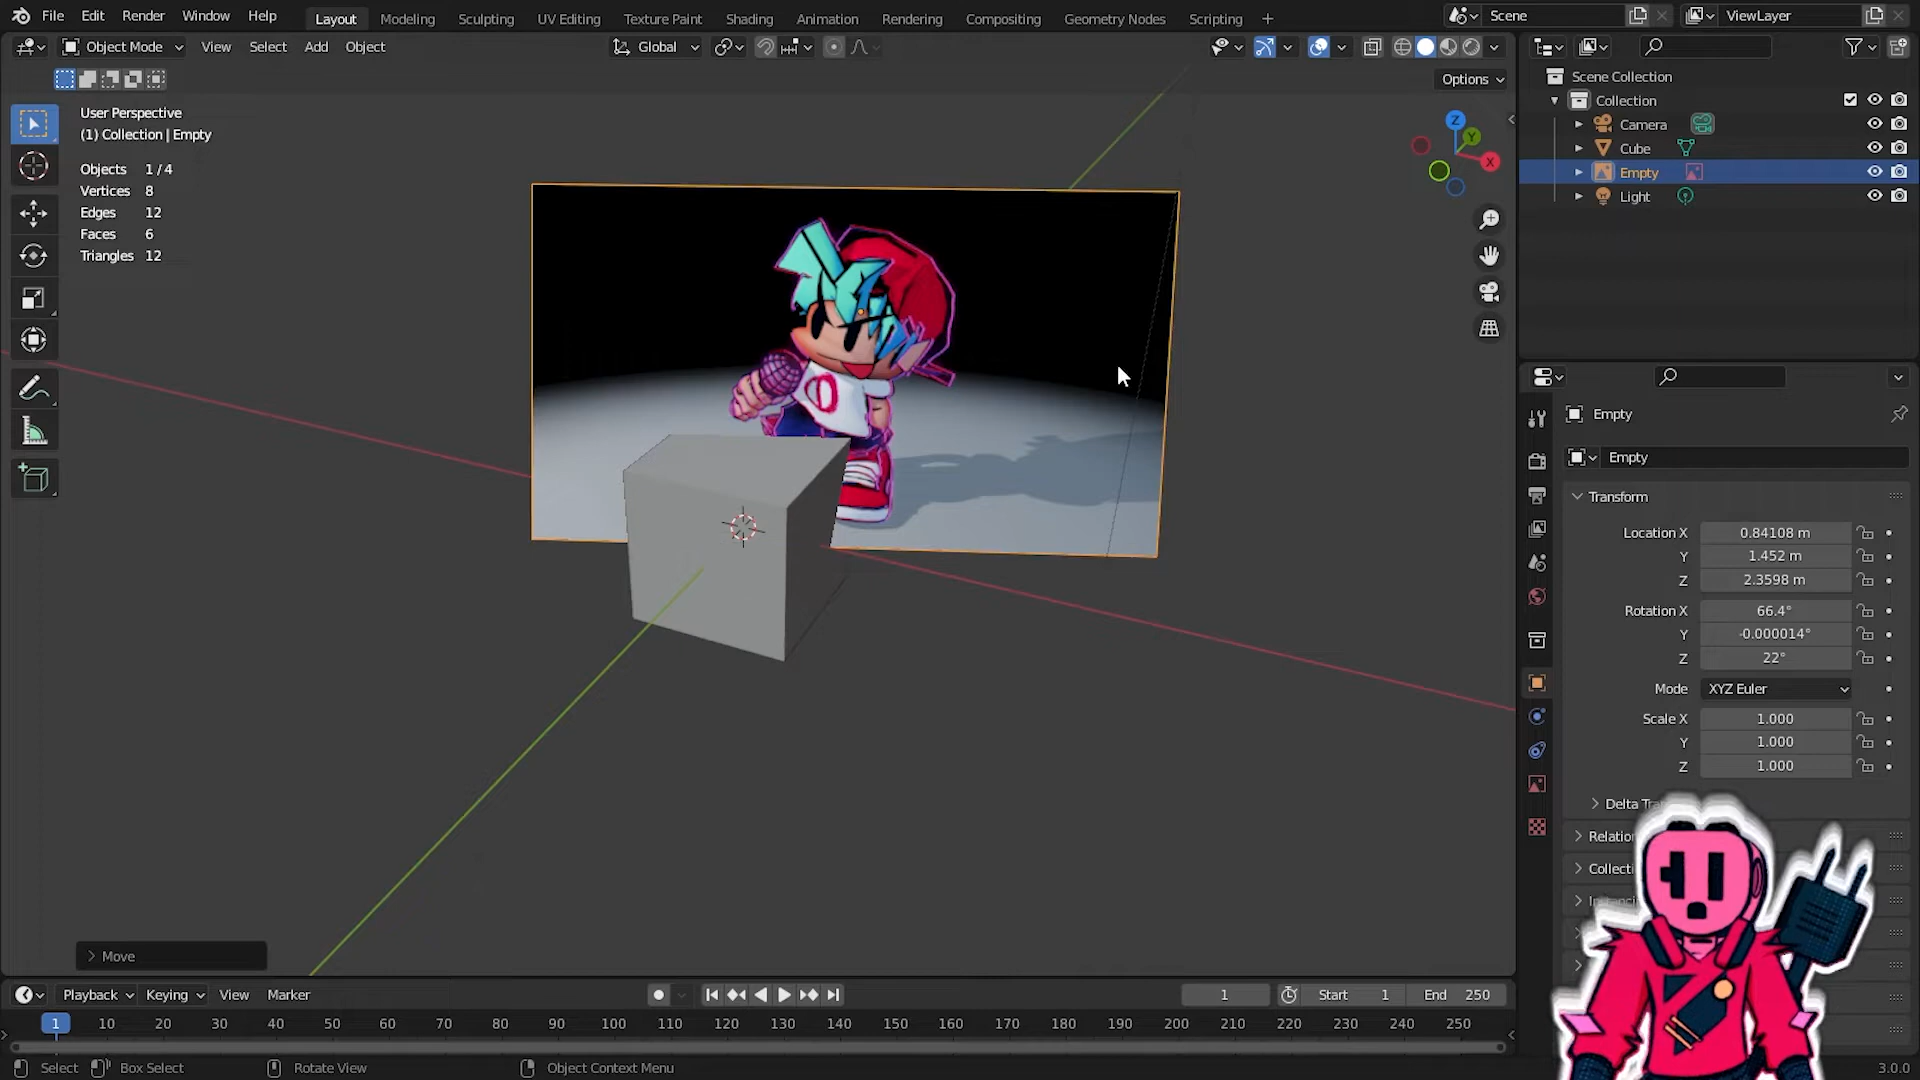 File Edit Render Window Help Layout Modeling Sculpting UV Editing Texture Paint Shading Animation Rendering Compositing Geometry Nodes Scripting + Scene ViewLayer
Object Mode View Select Add Object Global
Options
User Perspective
(1) Collection | Empty
Objects 1 / 4
Vertices 8
Edges 12
Faces 6
Triangles 12
Z
Y
X
Scene Collection
Collection
Camera
Cube
Empty
Light
Empty
Empty
Transform
Location X 0.84108 m
Y 1.452 m
Z 2.3598 m
Rotation X 66.4°
Y -0.000014°
Z 22°
Mode XYZ Euler
Scale X 1.000
Y 1.000
Z 1.000
Delta
Move
Playback Keying View Marker 1 Start 1 End 250
1 10 20 30 40 50 60 70 80 90 100 110 120 130 140 150 160 170 180 190 200 210 220 230 240 250
Select Box Select Rotate View Object Context Menu 3.0.0